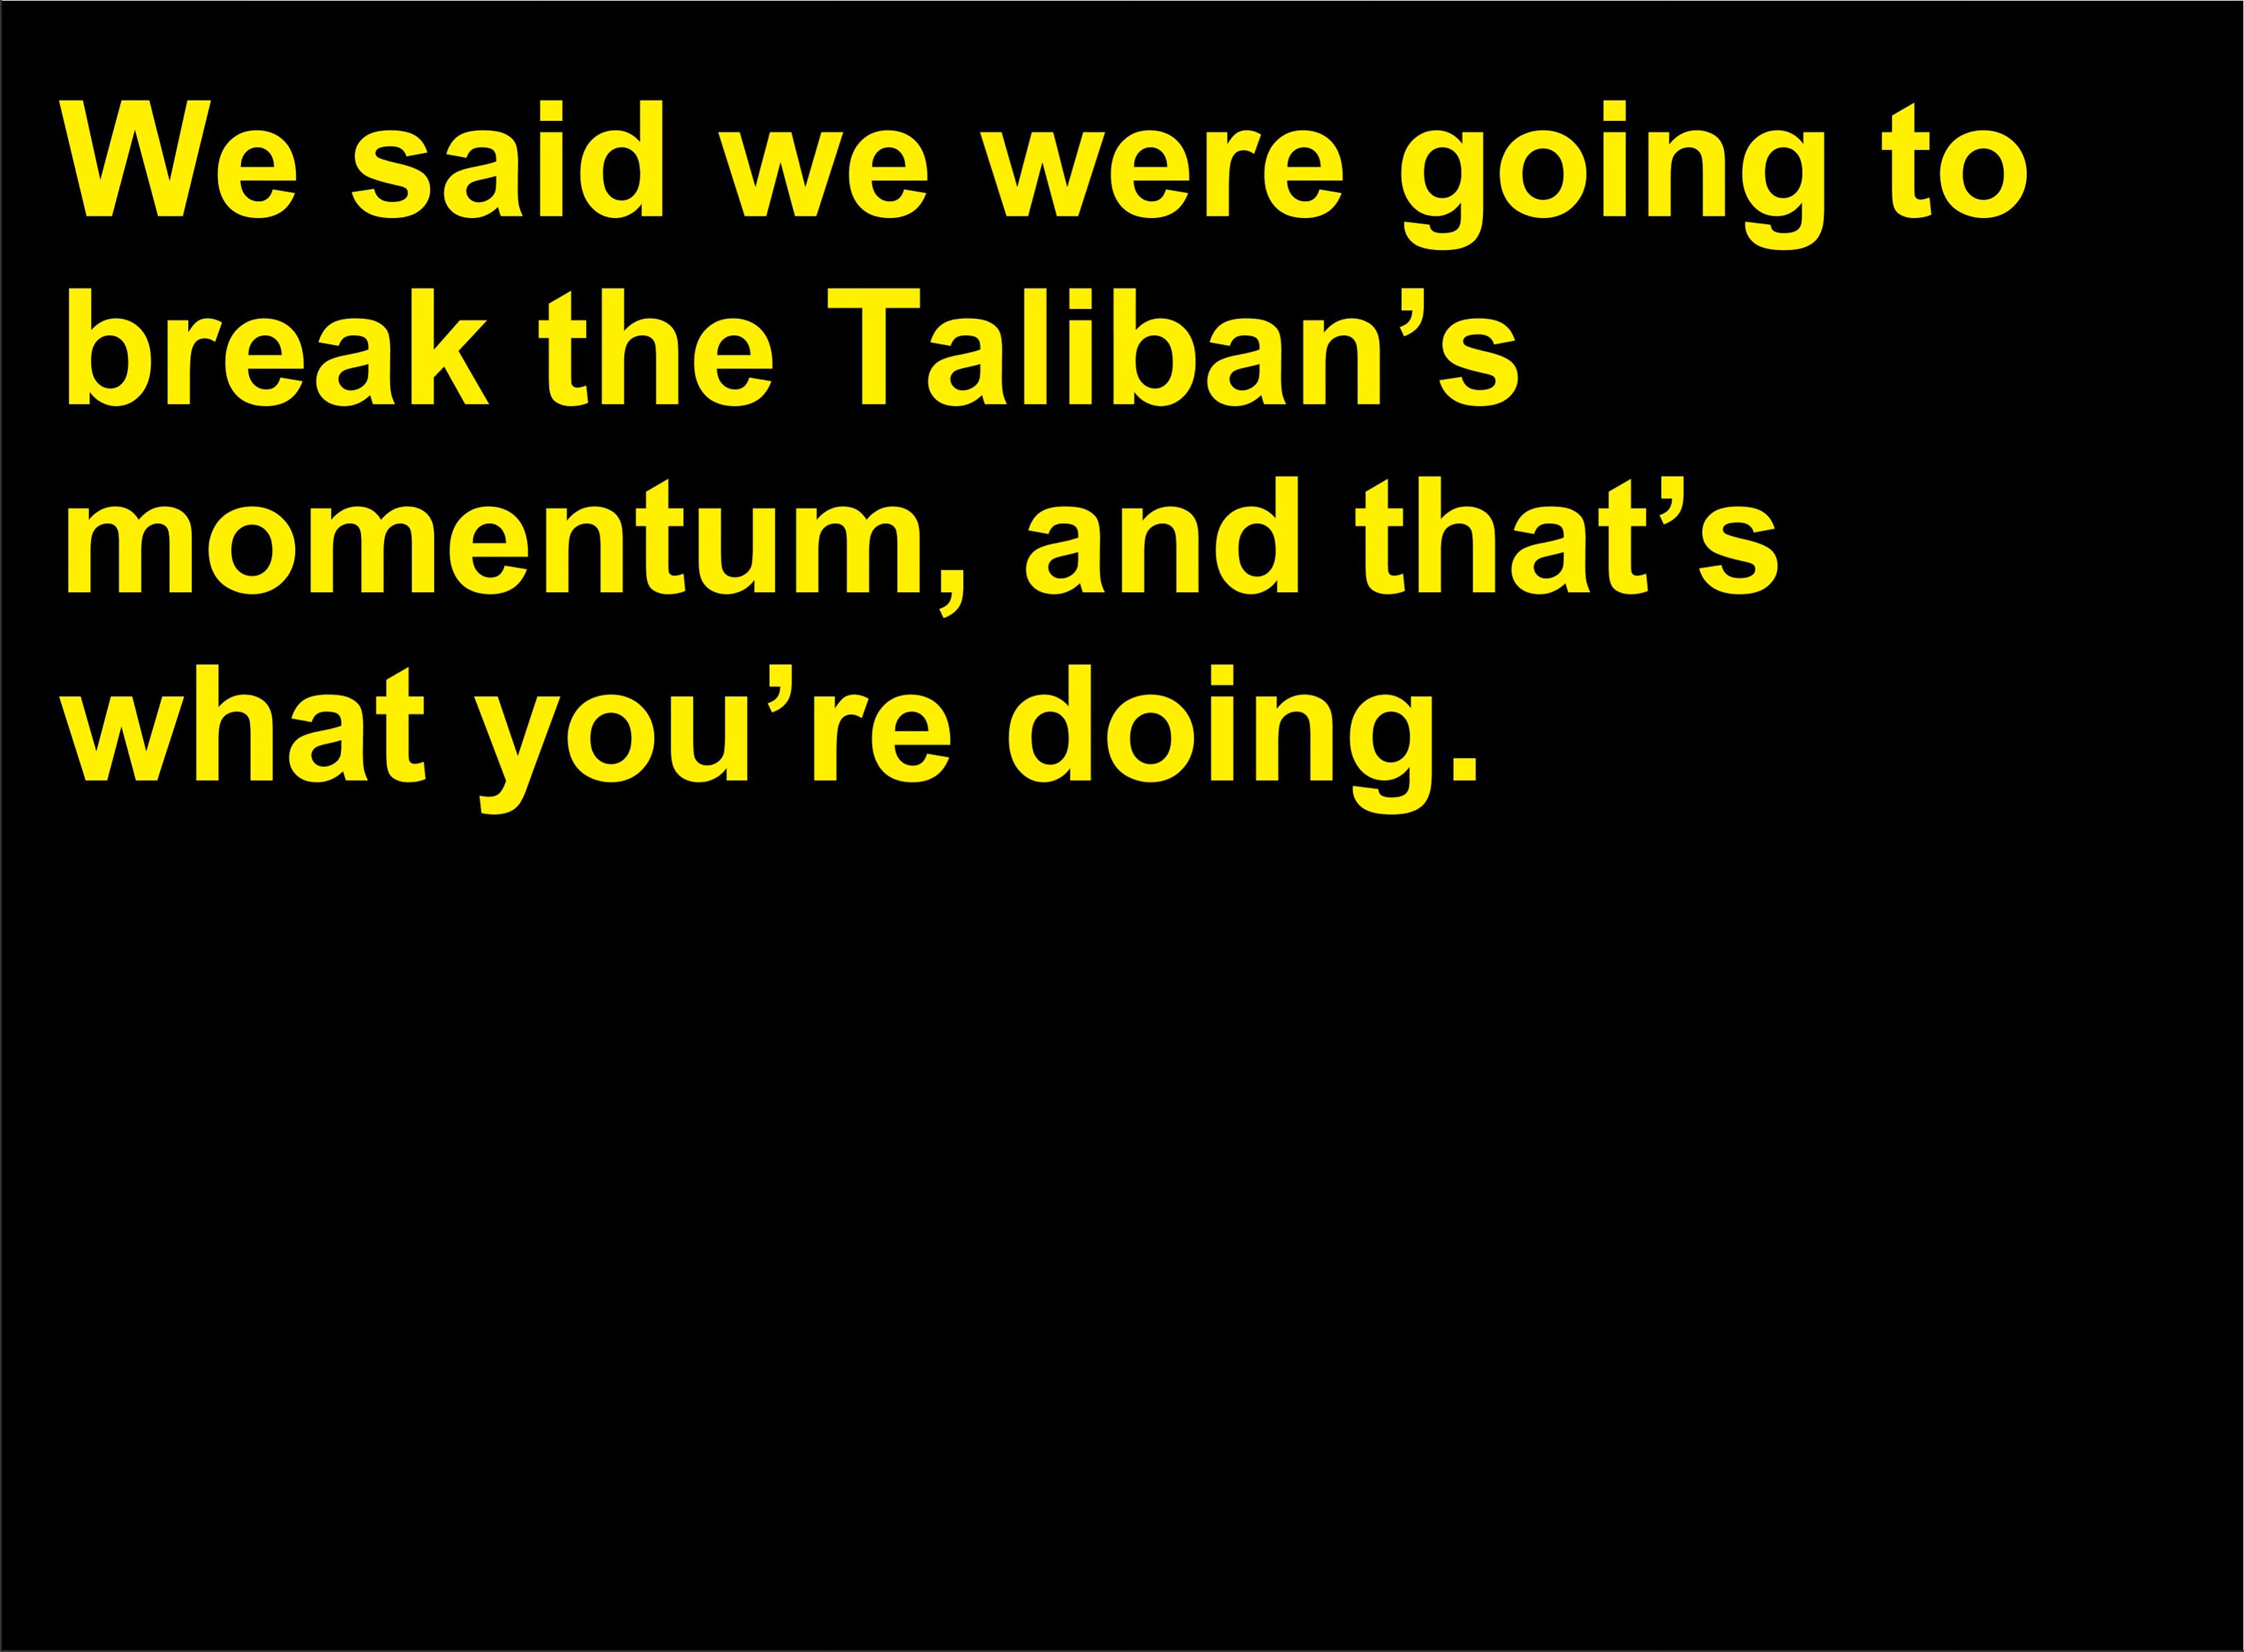 We said we were going to
break the Taliban’s
momentum, and that’s
what you’re doing.